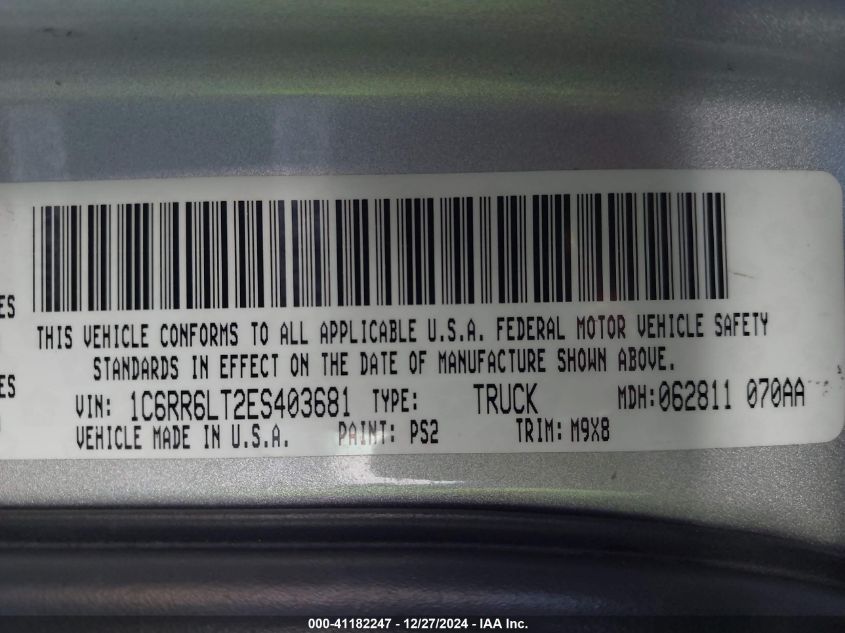 ES
THIS VEHICLE CONFORMS TO ALL APPLICABLE U.S.A. FEDERAL MOTOR VEHICLE SAFETY
STANDARDS IN EFFECT ON THE DATE OF MANUFACTURE SHOWN ABOVE.
ES
VIN: 1C6RR6LT2ES403681 TYPE: TRUCK MDH: 062811 070AA
VEHICLE MADE IN U.S.A. PAINT: PS2 TRIM: M9X8
000-41182247 - 12/27/2024 - IAA Inc.